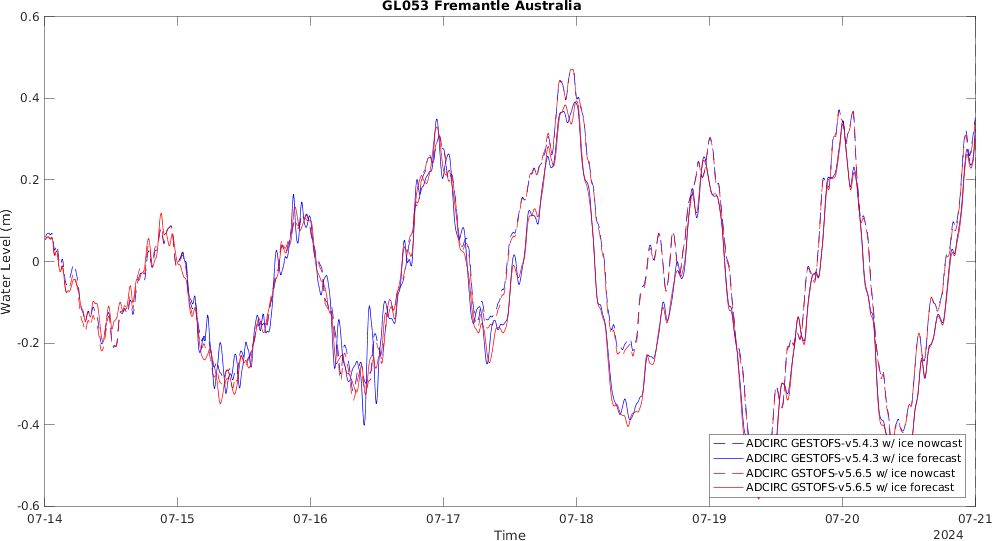 GL053 Fremantle Australia
0.6
0.4
0.2
0
-0.2
-0.4
-0.6
Water Level (m)
ADCIRC GESTOFS-v5.4.3 w/ ice nowcast
ADCIRC GESTOFS-v5.4.3 w/ ice forecast
ADCIRC GSTOFS-v5.6.5 w/ ice nowcast
ADCIRC GSTOFS-v5.6.5 w/ ice forecast
07-14 07-15 07-16 07-17 07-18 07-19 07-20 07-21
Time
2024